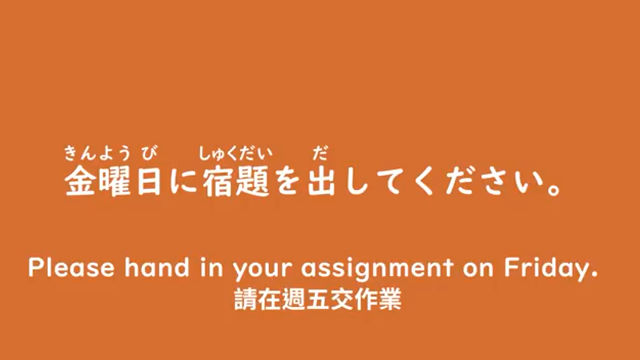 きんよう び しゅくだい だ
金曜日に宿題を出してください。
Please hand in your assignment on Friday.
請在週五交作業